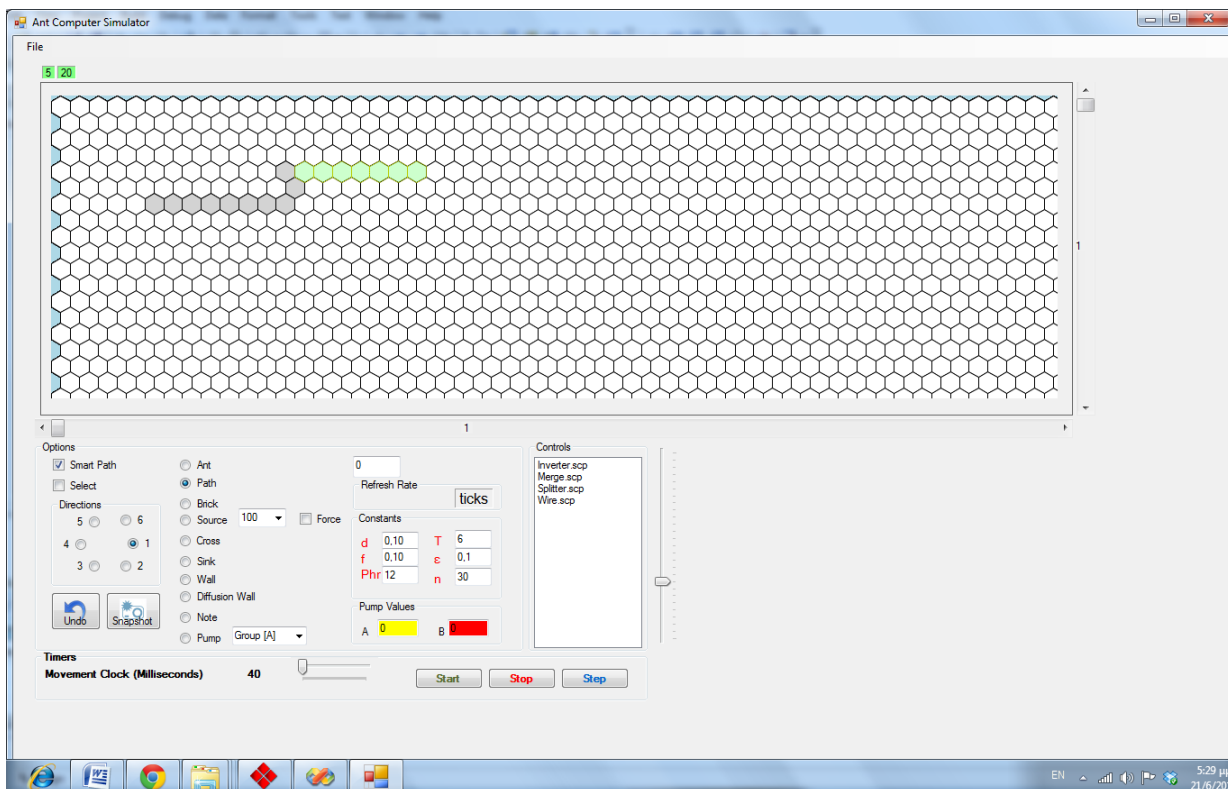 Ant Computer Simulator
File
5 20
1
1
Options
Smart Path
Select
Directions
5 6
4 1
3 2
Undo
Snapshot
Ant
Path
Brick
Source 100 Force
Cross
Sink
Wall
Diffusion Wall
Note
Pump Group [A]
0
Refresh Rate
ticks
Constants
d 0,10 T 6
f 0,10 ε 0,1
Phr 12 n 30
Pump Values
A 0 B 0
Controls
Inverter.scp
Merge.scp
Splitter.scp
Wire.scp
Timers
Movement Clock (Milliseconds) 40
Start Stop Step
EN
5:29 μμ